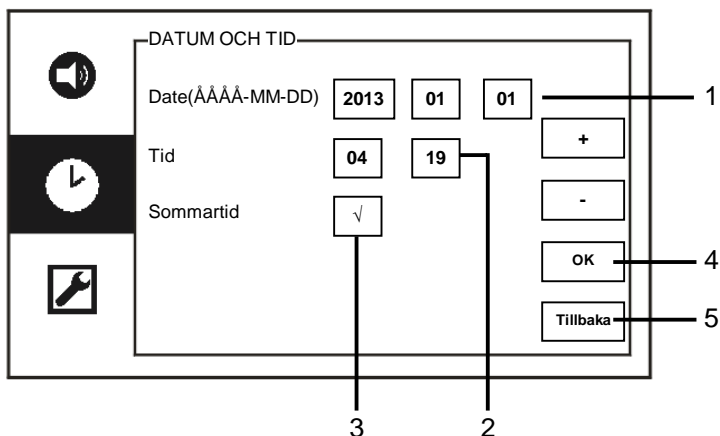 DATUM OCH TID
Date(ÅÅÅÅ-MM-DD) 2013 01 01 1
+
Tid 04 19
-
Sommartid √
OK 4
Tillbaka 5
3 2